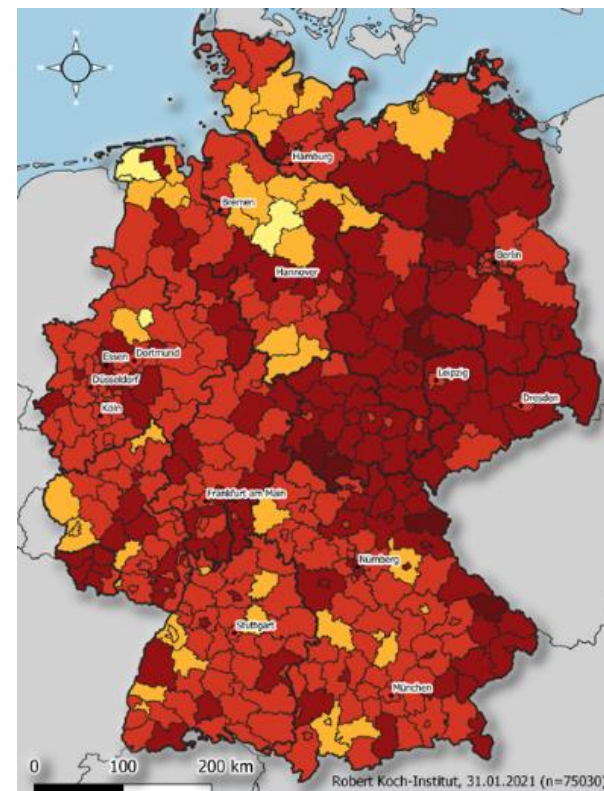 Hamburg
Bremen
Berlin
Hannover
Essen
Dortmund
Düsseldorf
Leipzig
Köln
Dresden
Frankfurt am Main
Nürnberg
Stuttgart
München
0 100 200 km
Robert Koch-Institut, 31.01.2021 (n=75030)